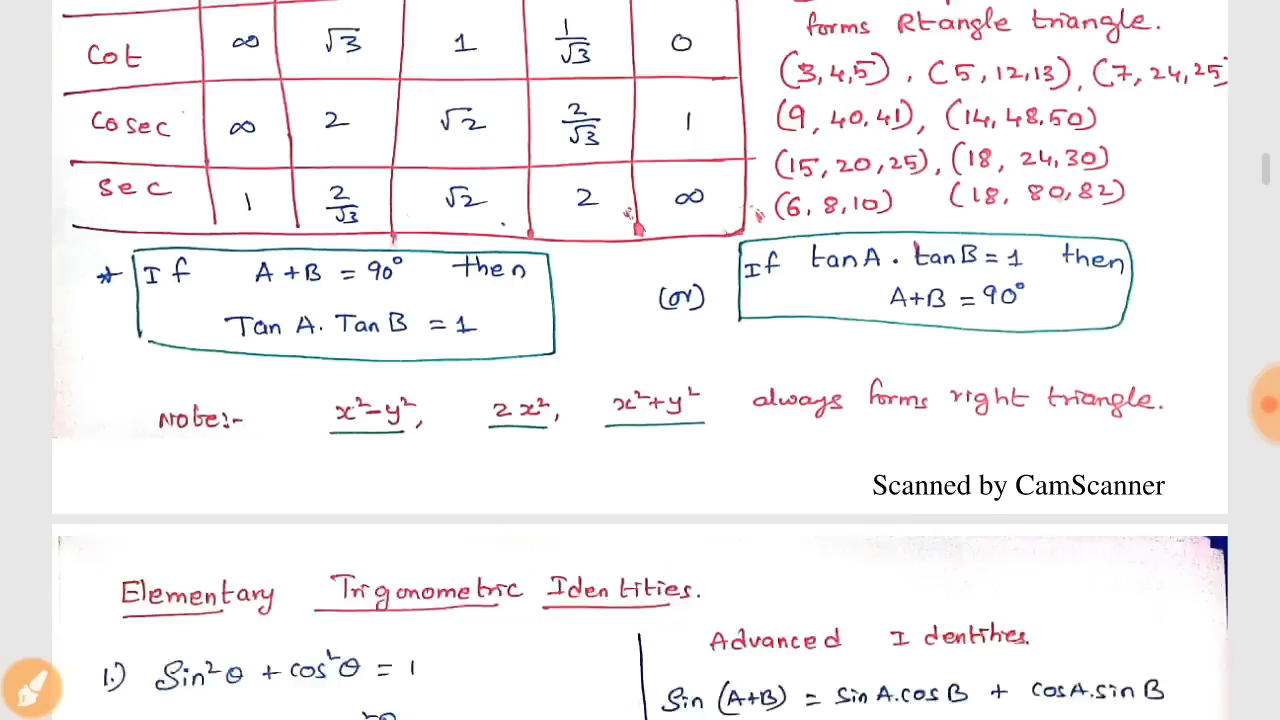 forms Rtangle triangle.
Cot ∞ √3 1 1/√3 0
(3,4,5), (5,12,13), (7,24,25)
Cosec ∞ 2 √2 2/√3 1
(9,40,41), (14,48,50)
(15,20,25), (18,24,30)
Sec 1 2/√3 √2 2 ∞
(6,8,10) (18,80,82)
* If A+B = 90° then
Tan A. Tan B = 1
(or)
If tanA . tanB = 1 then
A+B = 90°
Note:- x²-y², 2x², x²+y² always forms right triangle.
Scanned by CamScanner
Elementary Trigonometric Identities.
1.) Sin²θ + cos²θ = 1
Advanced Identities.
Sin (A+B) = sinA.cosB + cosA.sinB